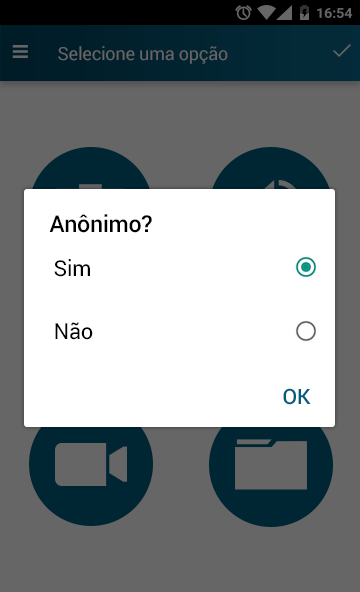 16:54
Selecione uma opção
Anônimo?
Sim
Não
OK